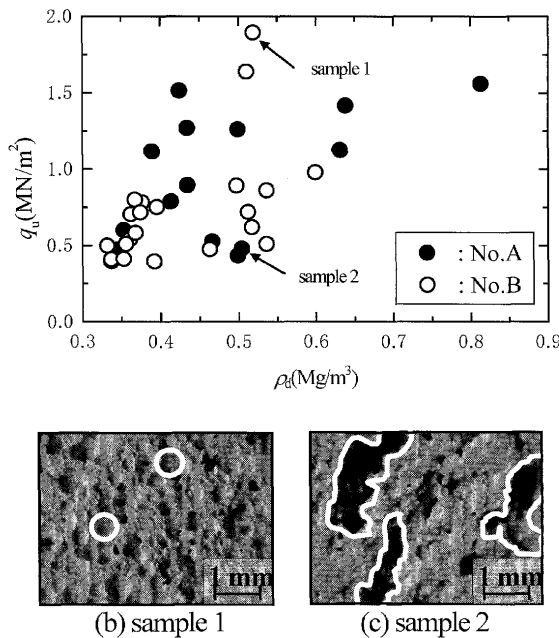 2.0
1.5
1.0
0.5
0.0
qu(MN/m²)
sample 1
sample 2
● : No.A
○ : No.B
0.3 0.4 0.5 0.6 0.7 0.8 0.9
ρd(Mg/m³)
1 mm 1 mm
(b) sample 1 (c) sample 2